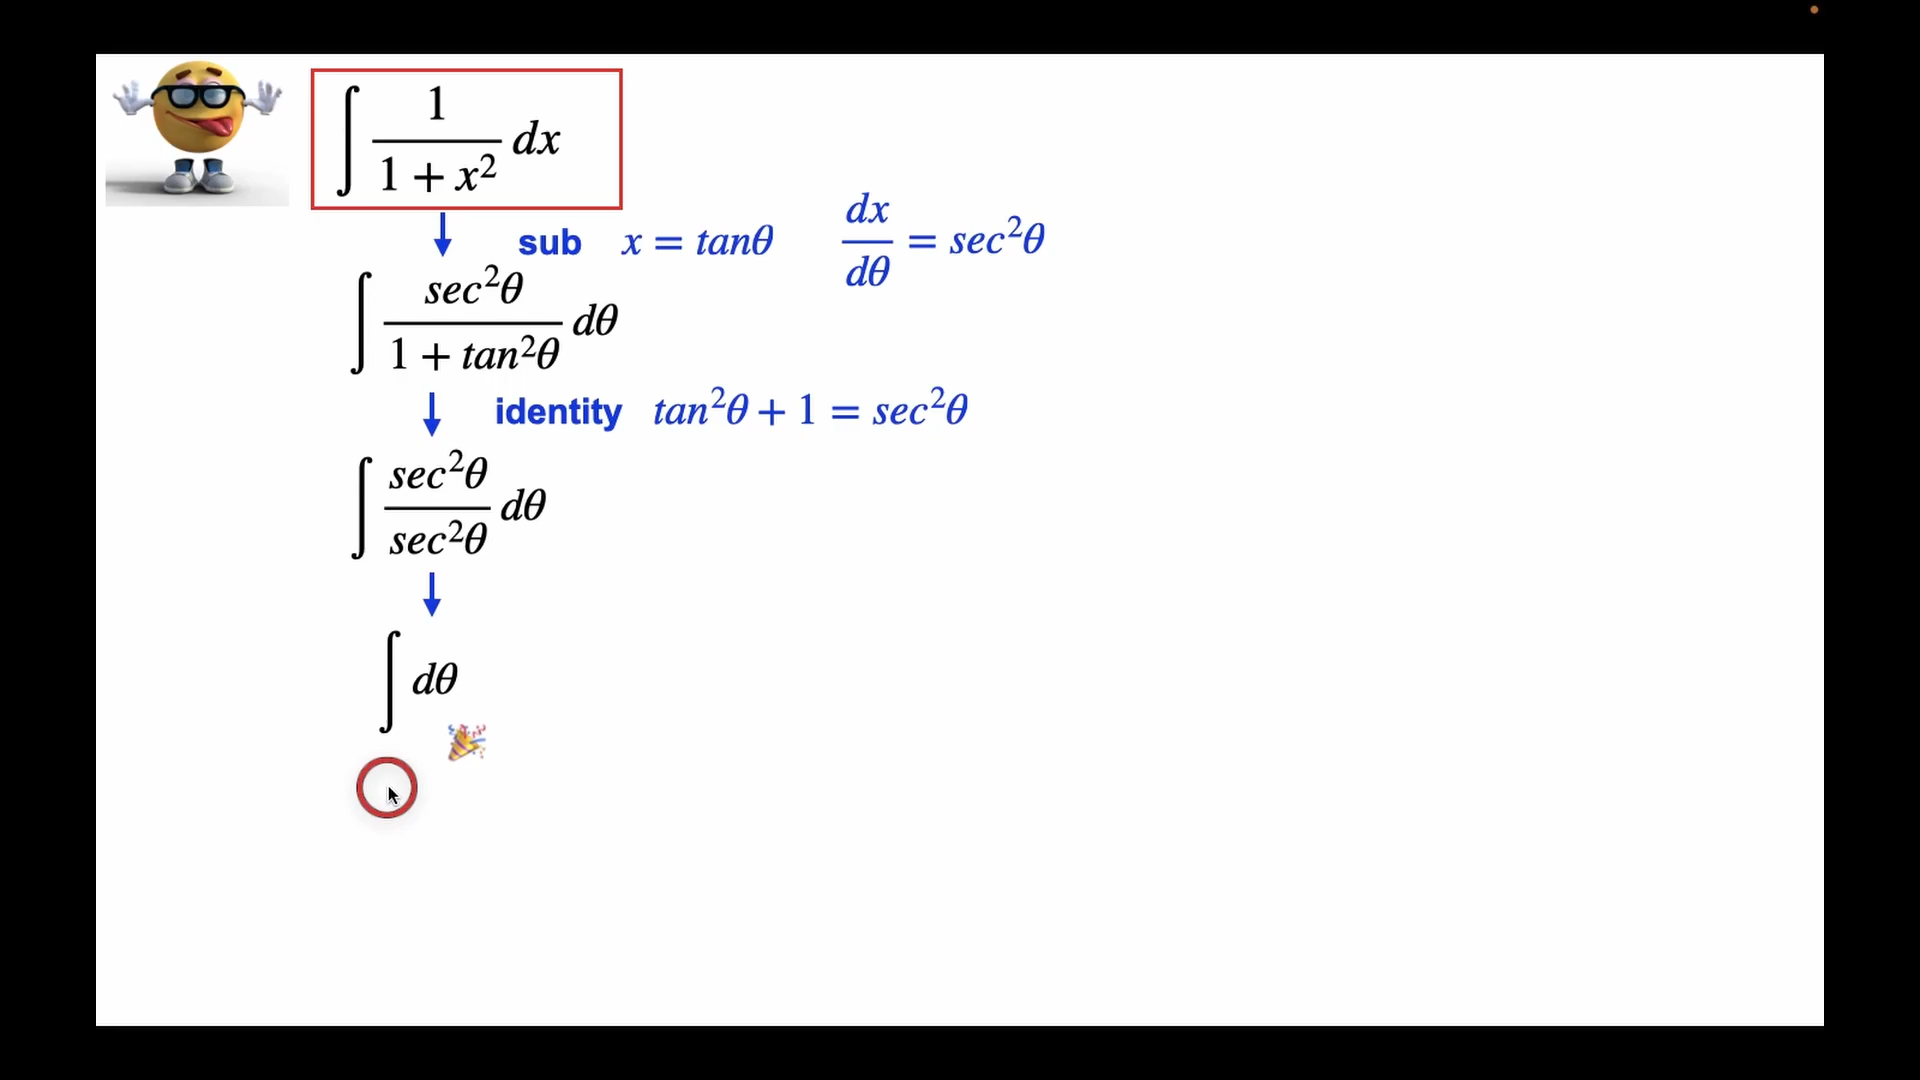 ∫ 1/(1 + x²) dx
sub x = tanθ dx/dθ = sec²θ
∫ sec²θ/(1 + tan²θ) dθ
identity tan²θ + 1 = sec²θ
∫ sec²θ/sec²θ dθ
∫ dθ